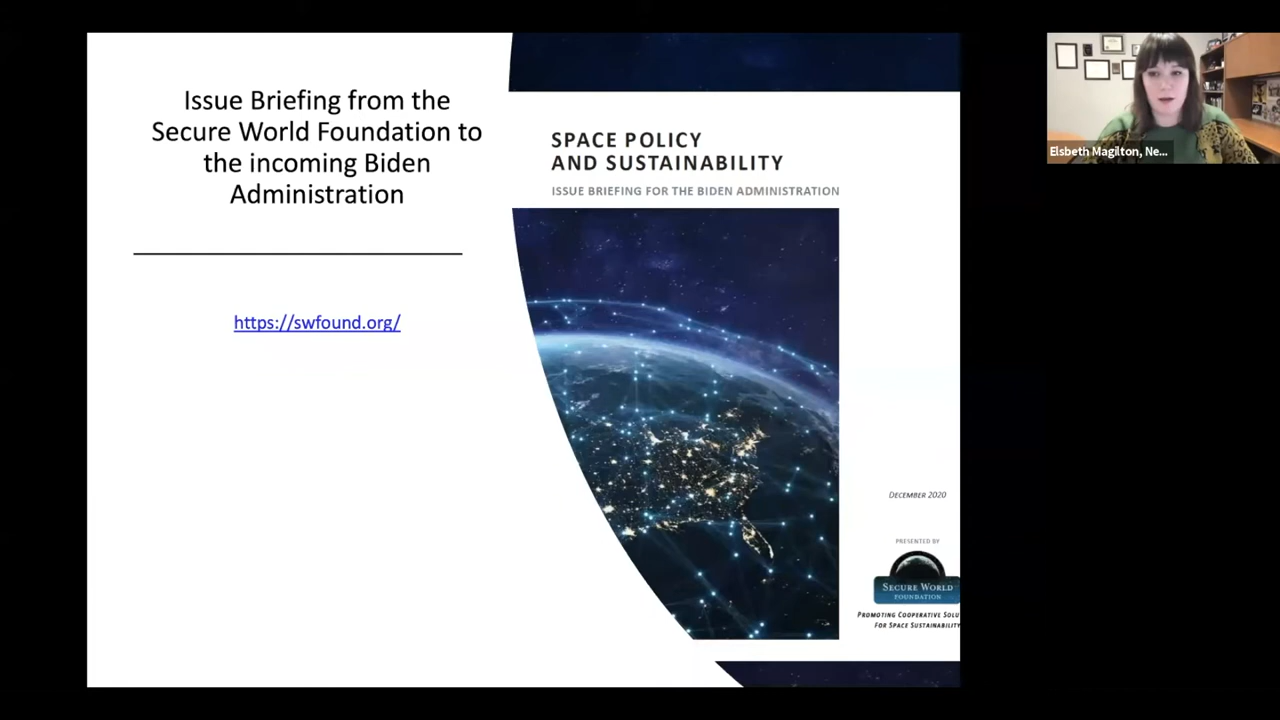 Issue Briefing from the
Secure World Foundation to
the incoming Biden
Administration
https://swfound.org/
SPACE POLICY
AND SUSTAINABILITY
ISSUE BRIEFING FOR THE BIDEN ADMINISTRATION
DECEMBER 2020
PRESENTED BY
SECURE WORLD
FOUNDATION
PROMOTING COOPERATIVE SOLU
FOR SPACE SUSTAINABILITY
Elsbeth Magilton, Ne...